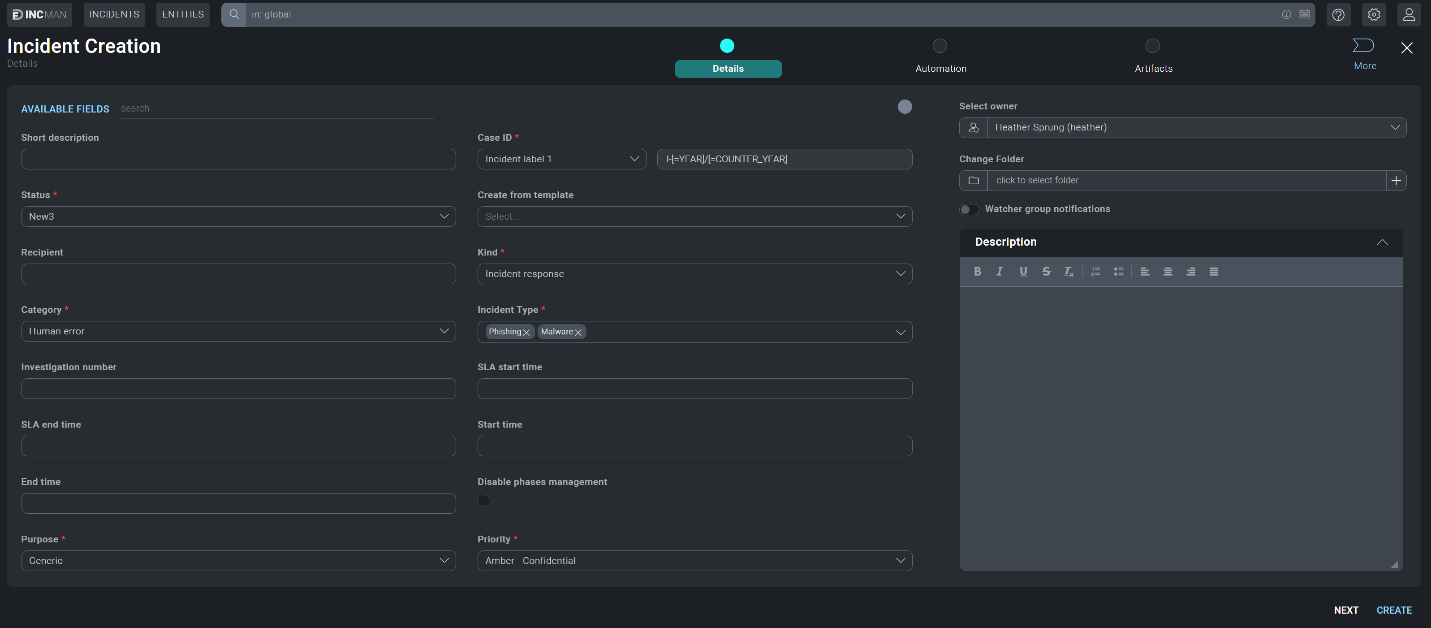 INCMAN INCIDENTS ENTITIES in: global
Incident Creation
Details
Details Automation Artifacts More
AVAILABLE FIELDS search
Short description
Case ID *
Incident label 1 I-[=YEAR]/[=COUNTER_YEAR]
Status *
New3
Create from template
Select...
Recipient
Kind *
Incident response
Category *
Human error
Incident Type *
Phishing Malware
Investigation number
SLA start time
SLA end time
Start time
End time
Disable phases management
Purpose *
Generic
Priority *
Amber Confidential
Select owner
Heather Sprung (heather)
Change Folder
click to select folder
Watcher group notifications
Description
B I U S Tx
NEXT CREATE